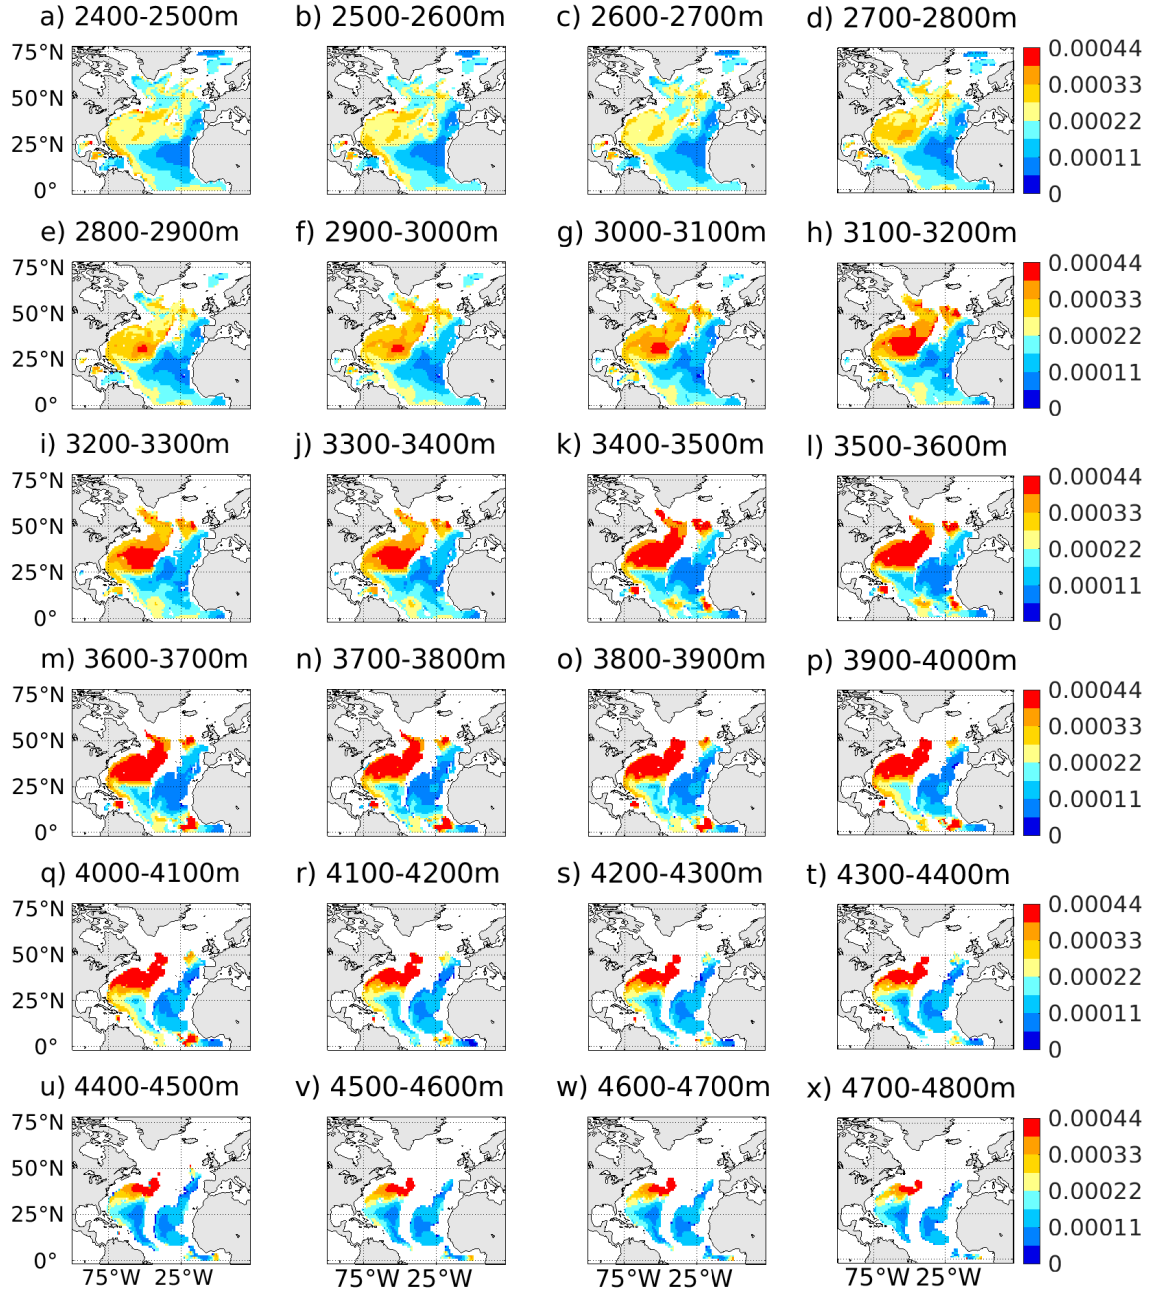 a) 2400-2500m b) 2500-2600m c) 2600-2700m d) 2700-2800m
75°N 0.00044
50°N 0.00033
0.00022
25°N 0.00011
0° 0
e) 2800-2900m f) 2900-3000m g) 3000-3100m h) 3100-3200m
75°N 0.00044
50°N 0.00033
0.00022
25°N 0.00011
0° 0
i) 3200-3300m j) 3300-3400m k) 3400-3500m l) 3500-3600m
75°N 0.00044
50°N 0.00033
0.00022
25°N 0.00011
0° 0
m) 3600-3700m n) 3700-3800m o) 3800-3900m p) 3900-4000m
75°N 0.00044
50°N 0.00033
0.00022
25°N 0.00011
0° 0
q) 4000-4100m r) 4100-4200m s) 4200-4300m t) 4300-4400m
75°N 0.00044
50°N 0.00033
0.00022
25°N 0.00011
0° 0
u) 4400-4500m v) 4500-4600m w) 4600-4700m x) 4700-4800m
75°N 0.00044
50°N 0.00033
0.00022
25°N 0.00011
0° 0
75°W 25°W 75°W 25°W 75°W 25°W 75°W 25°W